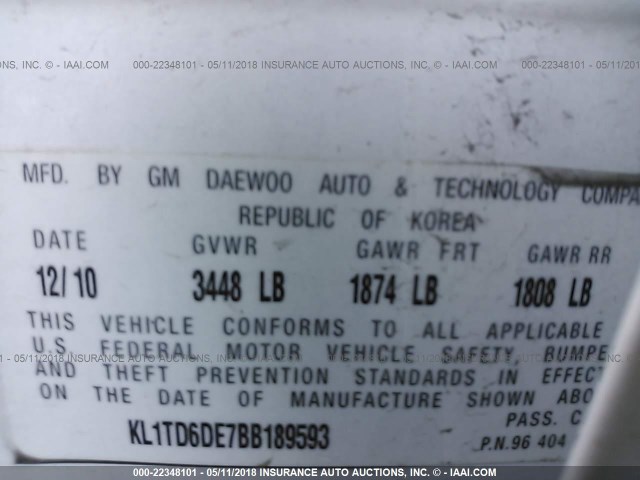 000-22348101 - 05/11/2018 INSURANCE AUTO AUCTIONS, INC. © - IAAI.COM
MFD. BY GM DAEWOO AUTO & TECHNOLOGY COMPA
REPUBLIC OF KOREA
DATE GVWR GAWR FRT GAWR RR
12/10 3448 LB 1874 LB 1808 LB
THIS VEHICLE CONFORMS TO ALL APPLICABLE
U.S. FEDERAL MOTOR VEHICLE SAFETY, BUMPE
000-22348101 - 05/11/2018 INSURANCE AUTO AUCTIONS, INC. © - IAAI.COM
AND THEFT PREVENTION STANDARDS IN EFFECT
ON THE DATE OF MANUFACTURE SHOWN ABO
PASS. C
KL1TD6DE7BB189593
P.N.96 404
000-22348101 - 05/11/2018 INSURANCE AUTO AUCTIONS, INC. © - IAAI.COM